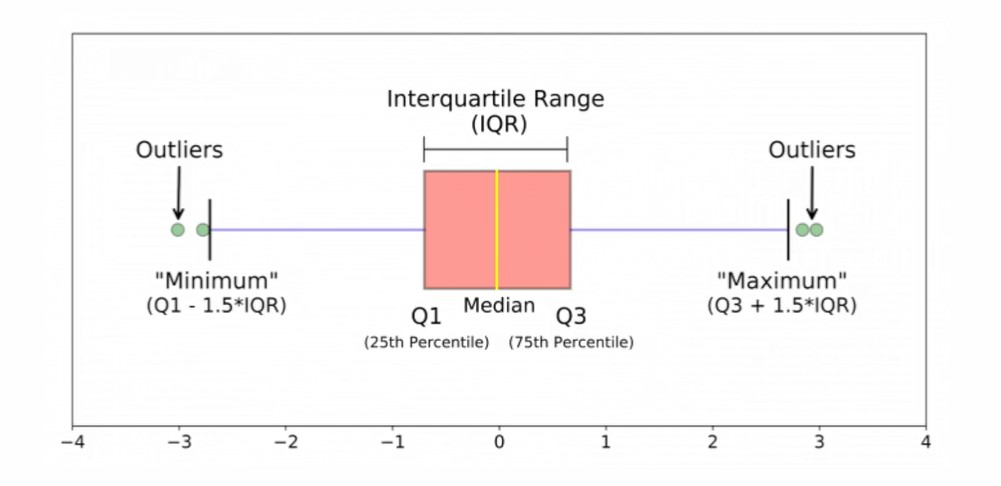 Interquartile Range
(IQR)
Outliers
Outliers
"Minimum"
(Q1 - 1.5*IQR)
"Maximum"
(Q3 + 1.5*IQR)
Q1
Median
Q3
(25th Percentile)
(75th Percentile)
−4
−3
−2
−1
0
1
2
3
4